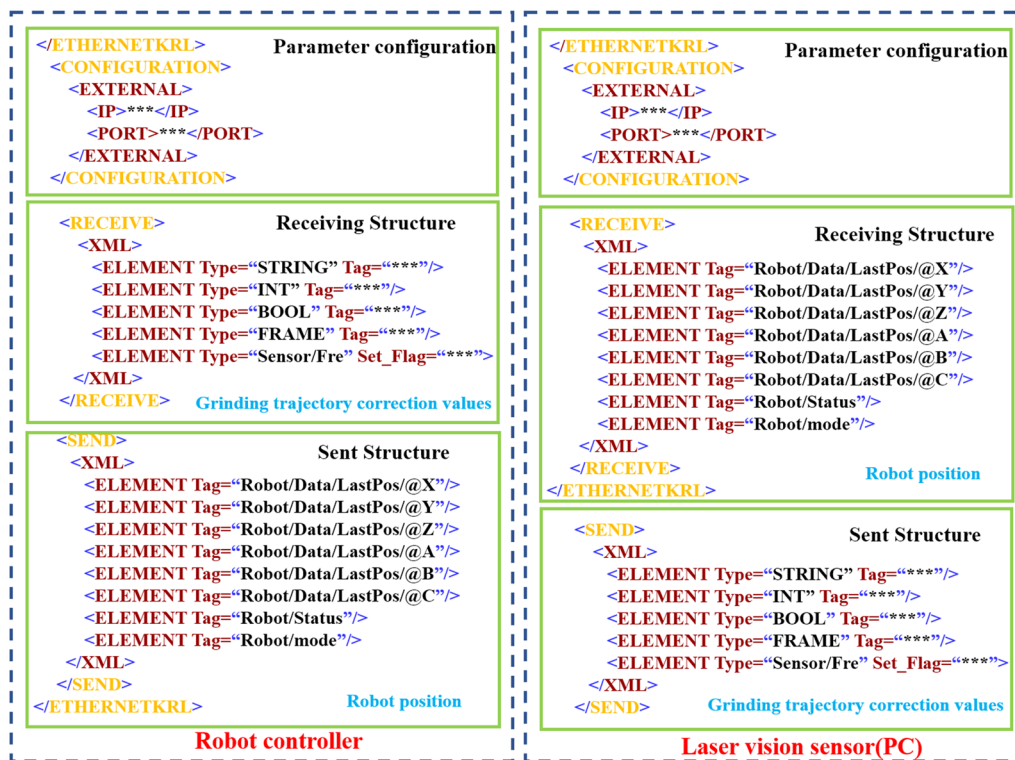 </ETHERNETKRL> Parameter configuration
<CONFIGURATION>
<EXTERNAL>
<IP>***</IP>
<PORT>***</PORT>
</EXTERNAL>
</CONFIGURATION>
<RECEIVE> Receiving Structure
<XML>
<ELEMENT Type=“STRING” Tag=“***”/>
<ELEMENT Type=“INT” Tag=“***”/>
<ELEMENT Type=“BOOL” Tag=“***”/>
<ELEMENT Type=“FRAME” Tag=“***”/>
<ELEMENT Type=“Sensor/Fre” Set_Flag=“***”>
</XML>
</RECEIVE> Grinding trajectory correction values
<SEND> Sent Structure
<XML>
<ELEMENT Tag=“Robot/Data/LastPos/@X”/>
<ELEMENT Tag=“Robot/Data/LastPos/@Y”/>
<ELEMENT Tag=“Robot/Data/LastPos/@Z”/>
<ELEMENT Tag=“Robot/Data/LastPos/@A”/>
<ELEMENT Tag=“Robot/Data/LastPos/@B”/>
<ELEMENT Tag=“Robot/Data/LastPos/@C”/>
<ELEMENT Tag=“Robot/Status”/>
<ELEMENT Tag=“Robot/mode”/>
</XML>
</SEND>
</ETHERNETKRL> Robot position
Robot controller
</ETHERNETKRL> Parameter configuration
<CONFIGURATION>
<EXTERNAL>
<IP>***</IP>
<PORT>***</PORT>
</EXTERNAL>
</CONFIGURATION>
<RECEIVE> Receiving Structure
<XML>
<ELEMENT Tag=“Robot/Data/LastPos/@X”/>
<ELEMENT Tag=“Robot/Data/LastPos/@Y”/>
<ELEMENT Tag=“Robot/Data/LastPos/@Z”/>
<ELEMENT Tag=“Robot/Data/LastPos/@A”/>
<ELEMENT Tag=“Robot/Data/LastPos/@B”/>
<ELEMENT Tag=“Robot/Data/LastPos/@C”/>
<ELEMENT Tag=“Robot/Status”/>
<ELEMENT Tag=“Robot/mode”/>
</XML>
</RECEIVE> Robot position
</ETHERNETKRL>
<SEND> Sent Structure
<XML>
<ELEMENT Type=“STRING” Tag=“***”/>
<ELEMENT Type=“INT” Tag=“***”/>
<ELEMENT Type=“BOOL” Tag=“***”/>
<ELEMENT Type=“FRAME” Tag=“***”/>
<ELEMENT Type=“Sensor/Fre” Set_Flag=“***”>
</XML>
</SEND> Grinding trajectory correction values
Laser vision sensor(PC)